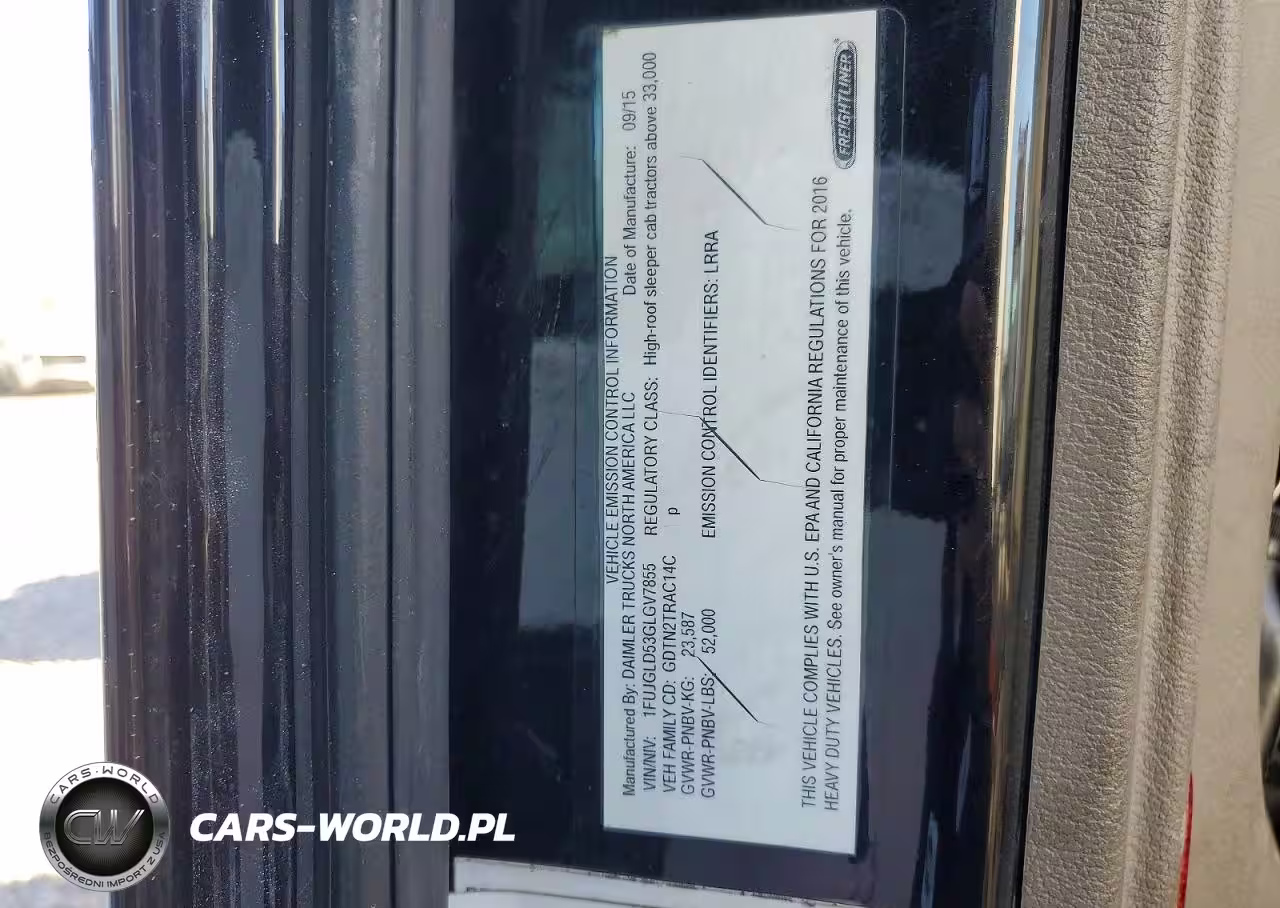 VEHICLE EMISSION CONTROL INFORMATION
Manufactured By: DAIMLER TRUCKS NORTH AMERICA LLC Date of Manufacture: 09/15
VIN/NIV: 1FUJGLD53GLGV7855 REGULATORY CLASS: High-roof sleeper cab tractors above 33,000
VEH FAMILY CD: GDTN2TRAC14C p
GVWR-PNBV-KG: 23,587
GVWR-PNBV-LBS: 52,000 EMISSION CONTROL IDENTIFIERS: LRRA
THIS VEHICLE COMPLIES WITH U.S. EPA AND CALIFORNIA REGULATIONS FOR 2016
HEAVY DUTY VEHICLES. See owner's manual for proper maintenance of this vehicle.
FREIGHTLINER
CARS-WORLD
CW
BEZPOŚREDNI IMPORT Z USA
CARS-WORLD.PL